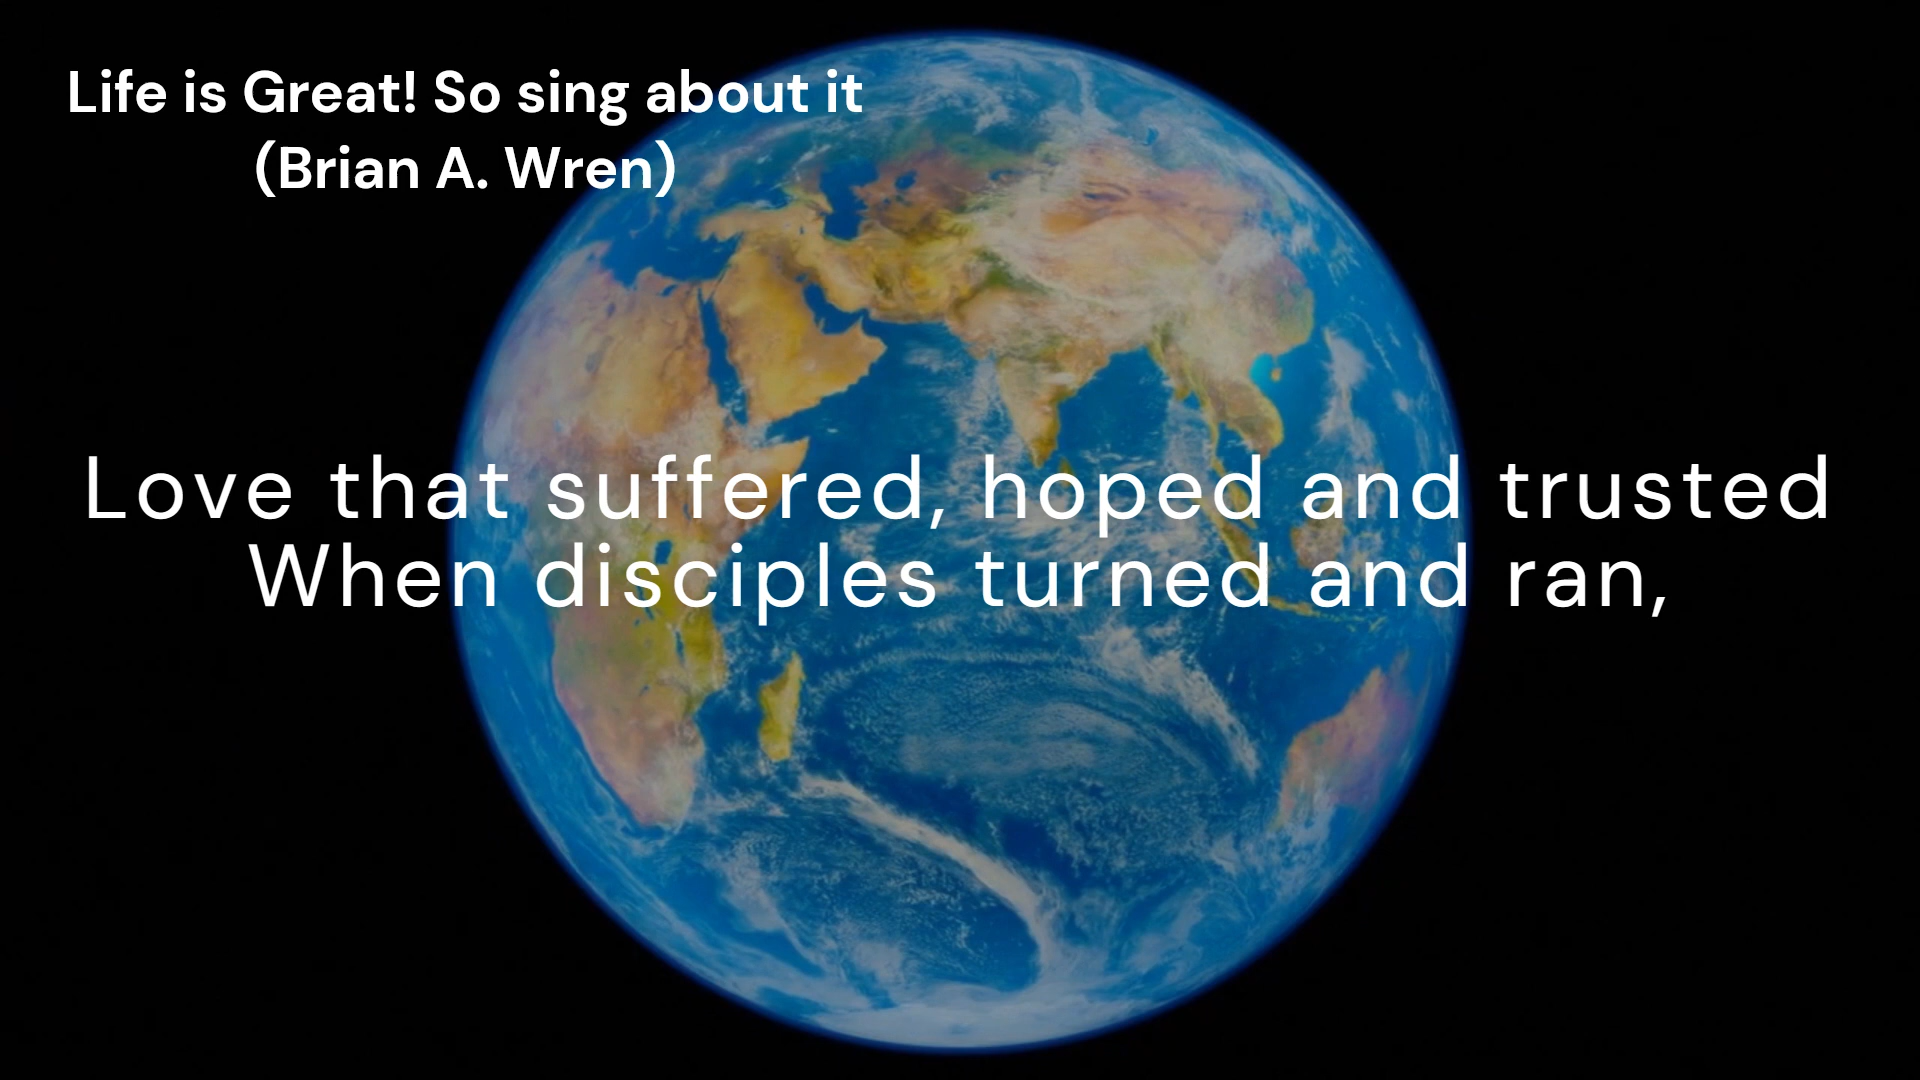 Life is Great! So sing about it
(Brian A. Wren)
Love that suffered, hoped and trusted
When disciples turned and ran,